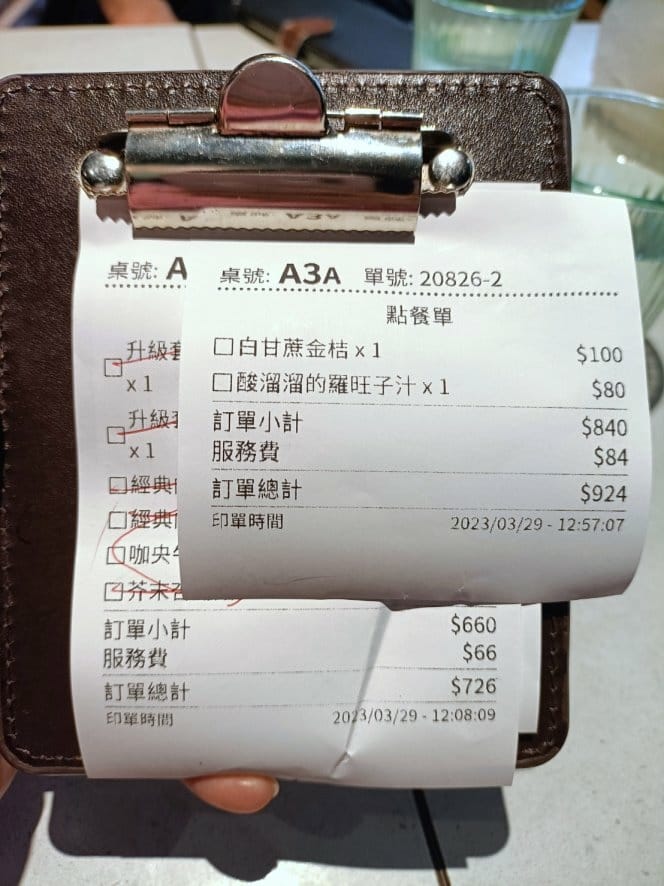 桌號: A3A 單號: 20826-2
點餐單
□白甘蔗金桔 x 1 $100
□酸溜溜的羅旺子汁 x 1 $80
訂單小計 $840
服務費 $84
訂單總計 $924
印單時間 2023/03/29 - 12:57:07
桌號: A
□升級套
x 1
□升級套
x 1
□經典
□經典
□咖央
□芥末
訂單小計 $660
服務費 $66
訂單總計 $726
印單時間 2023/03/29 - 12:08:09